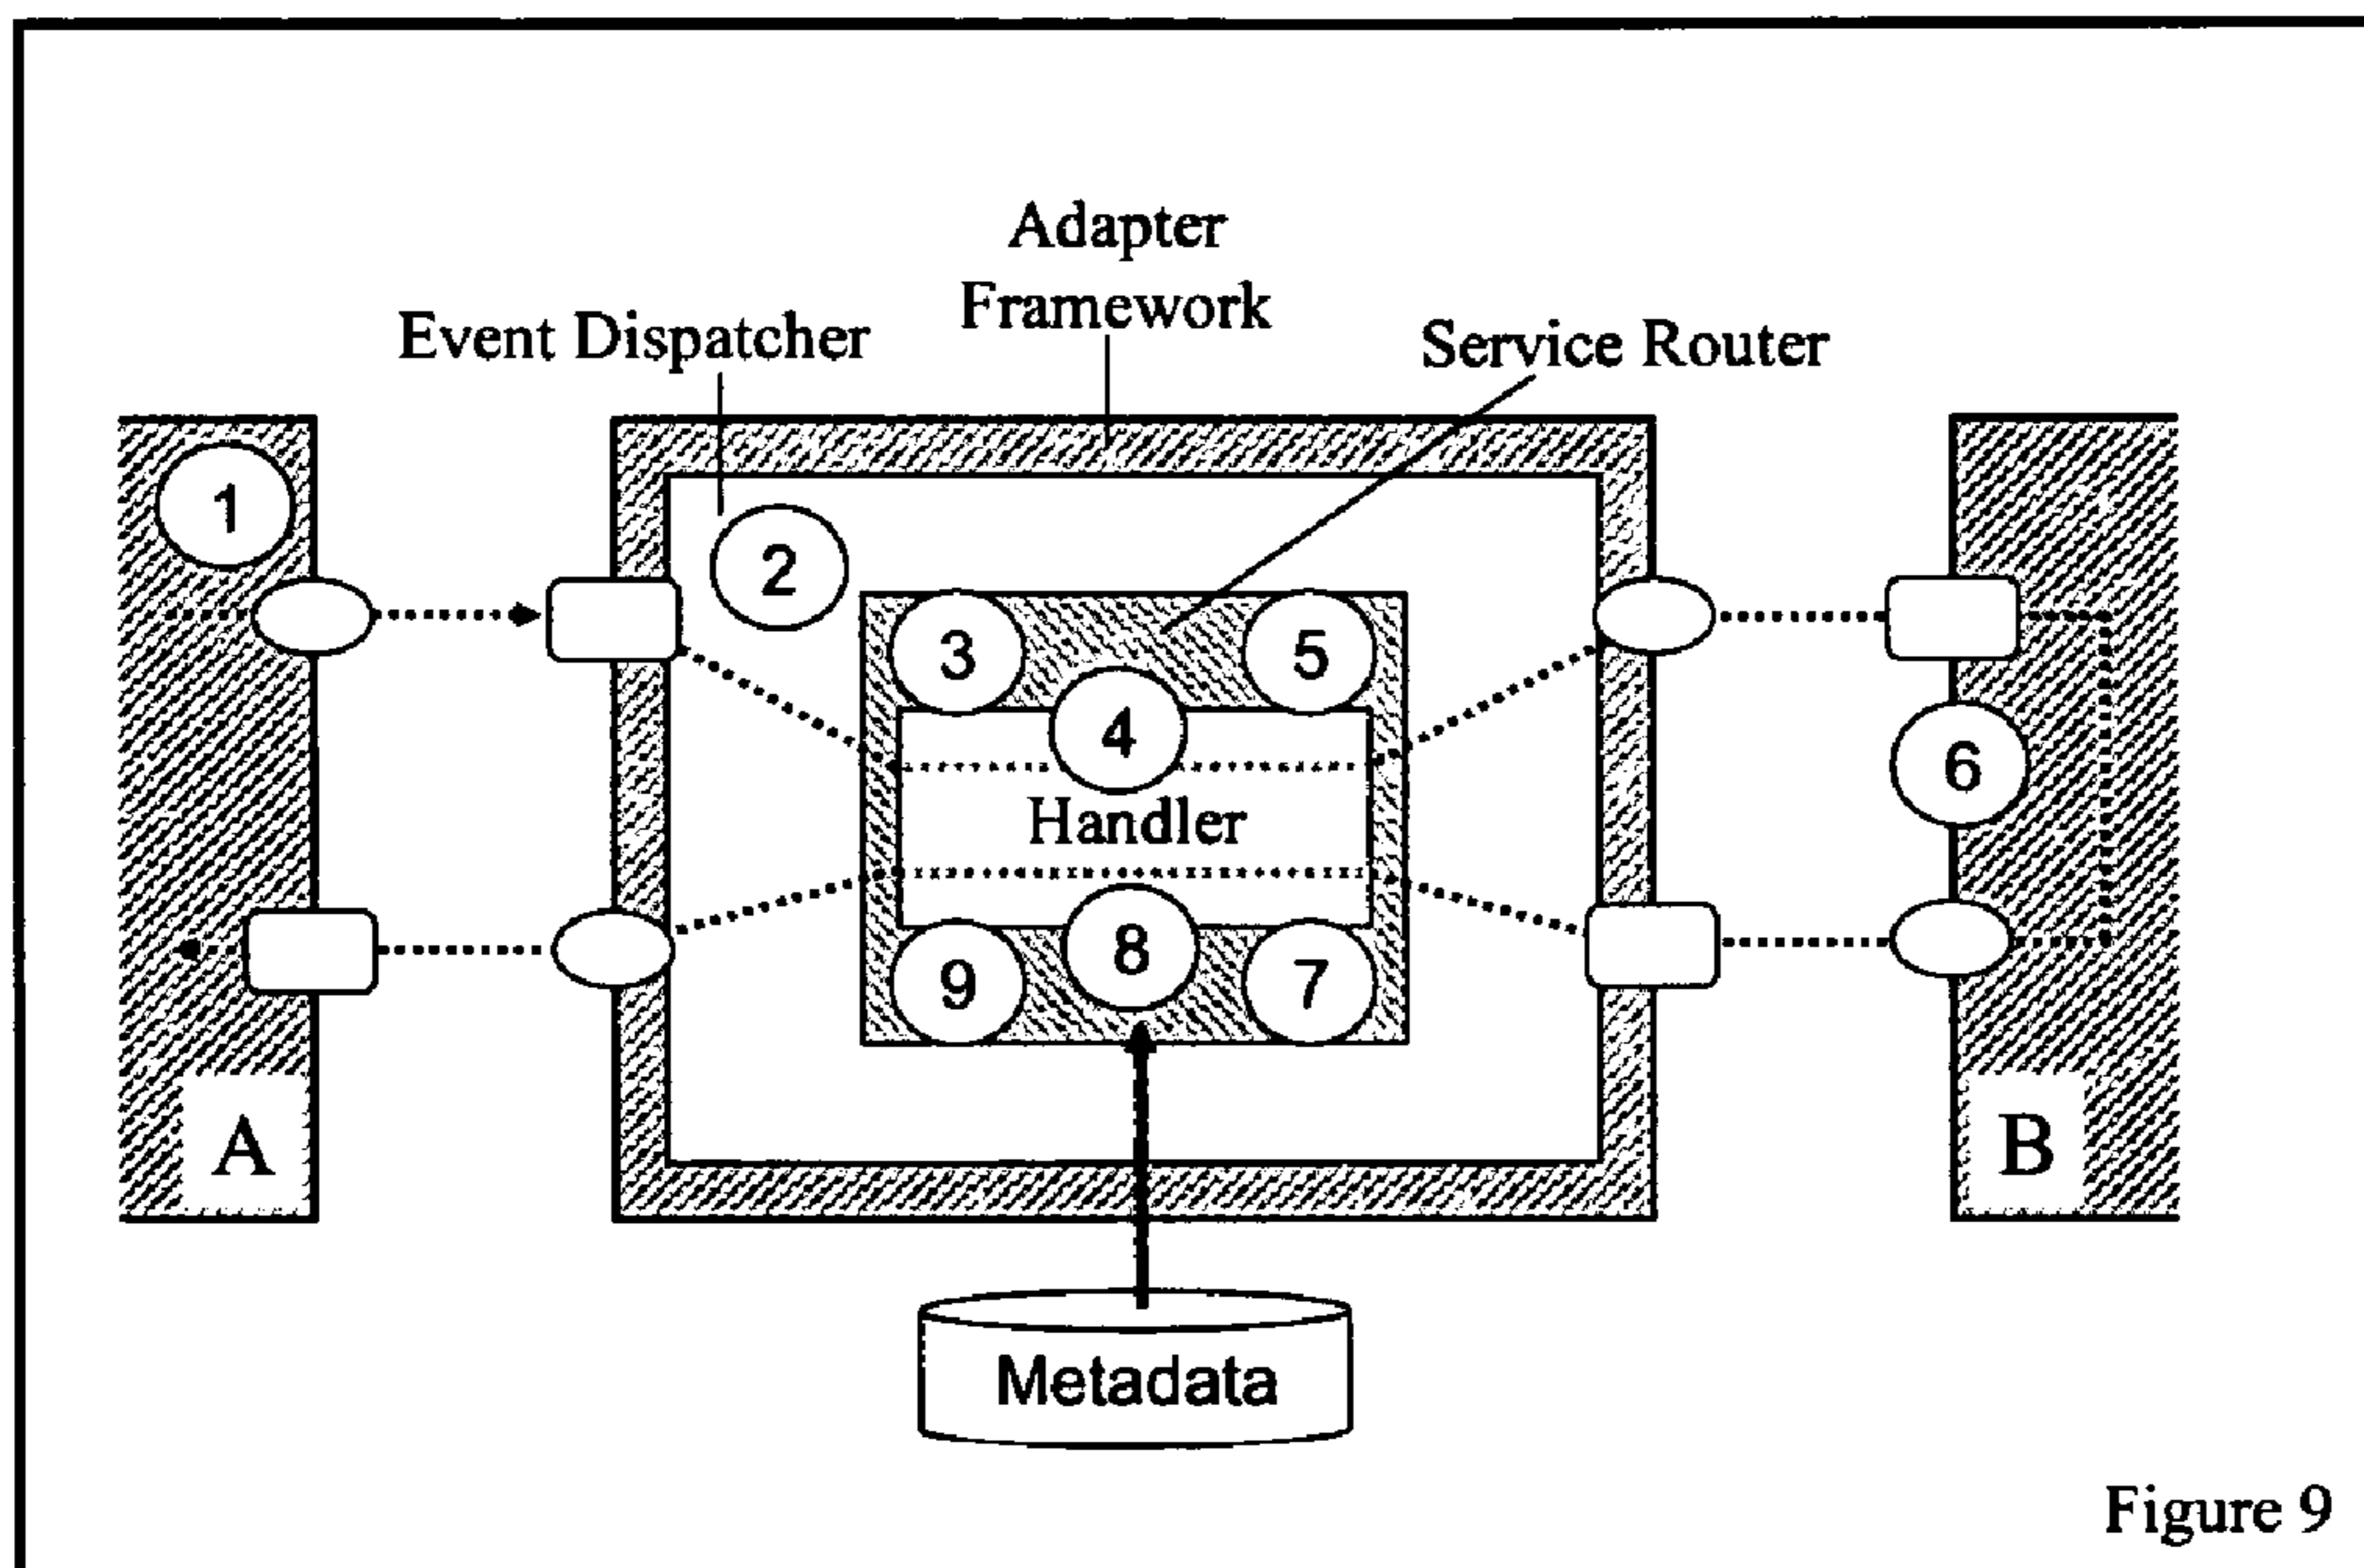 Adapter
Framework
Event Dispatcher
Service Router
1
2
3
5
4
6
Handler
8
9
7
A
B
Metadata
Figure 9